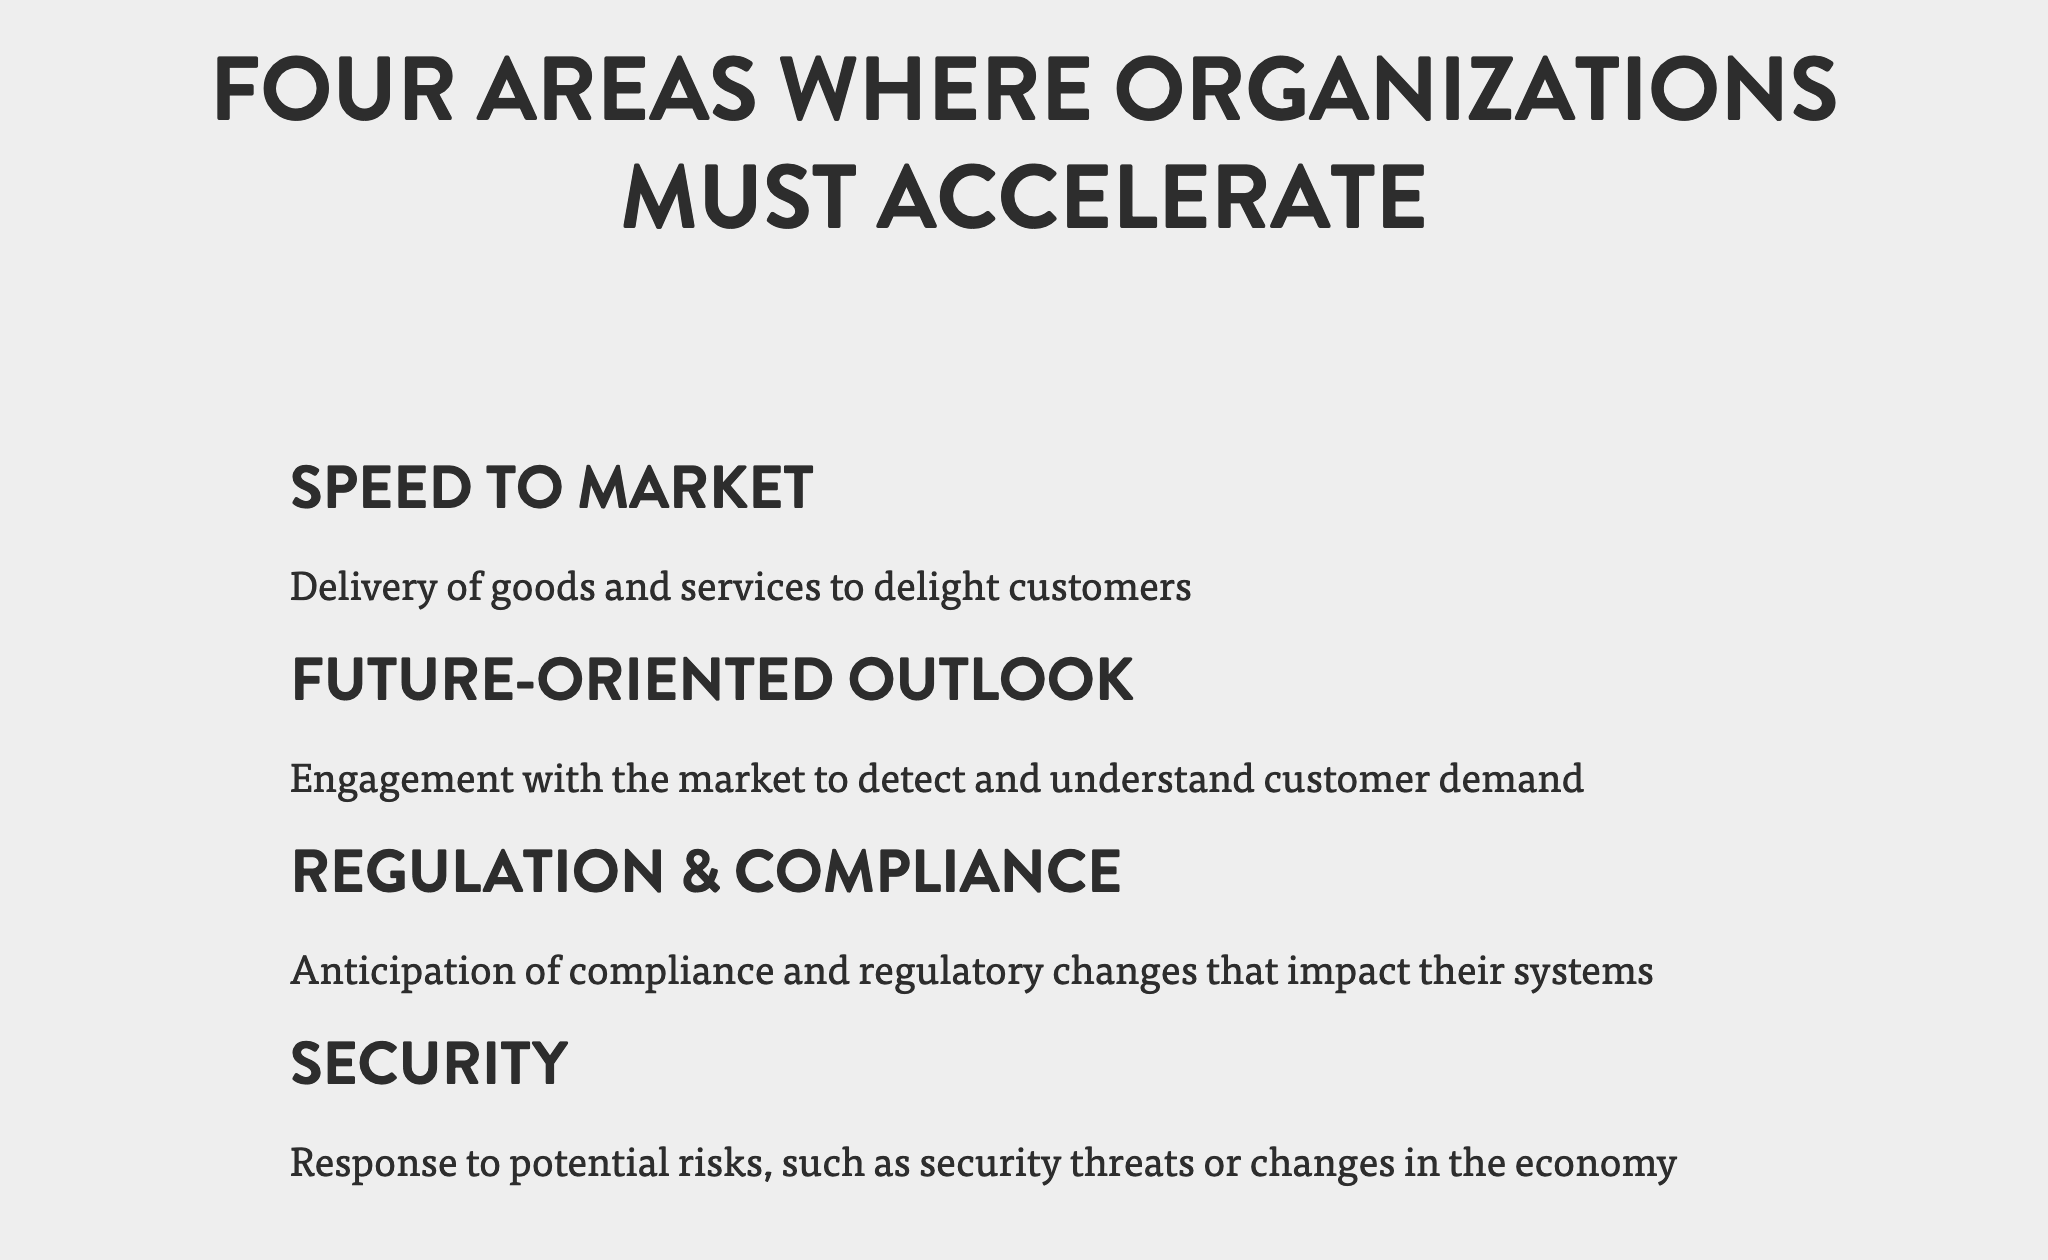 FOUR AREAS WHERE ORGANIZATIONS
MUST ACCELERATE
SPEED TO MARKET
Delivery of goods and services to delight customers
FUTURE-ORIENTED OUTLOOK
Engagement with the market to detect and understand customer demand
REGULATION & COMPLIANCE
Anticipation of compliance and regulatory changes that impact their systems
SECURITY
Response to potential risks, such as security threats or changes in the economy